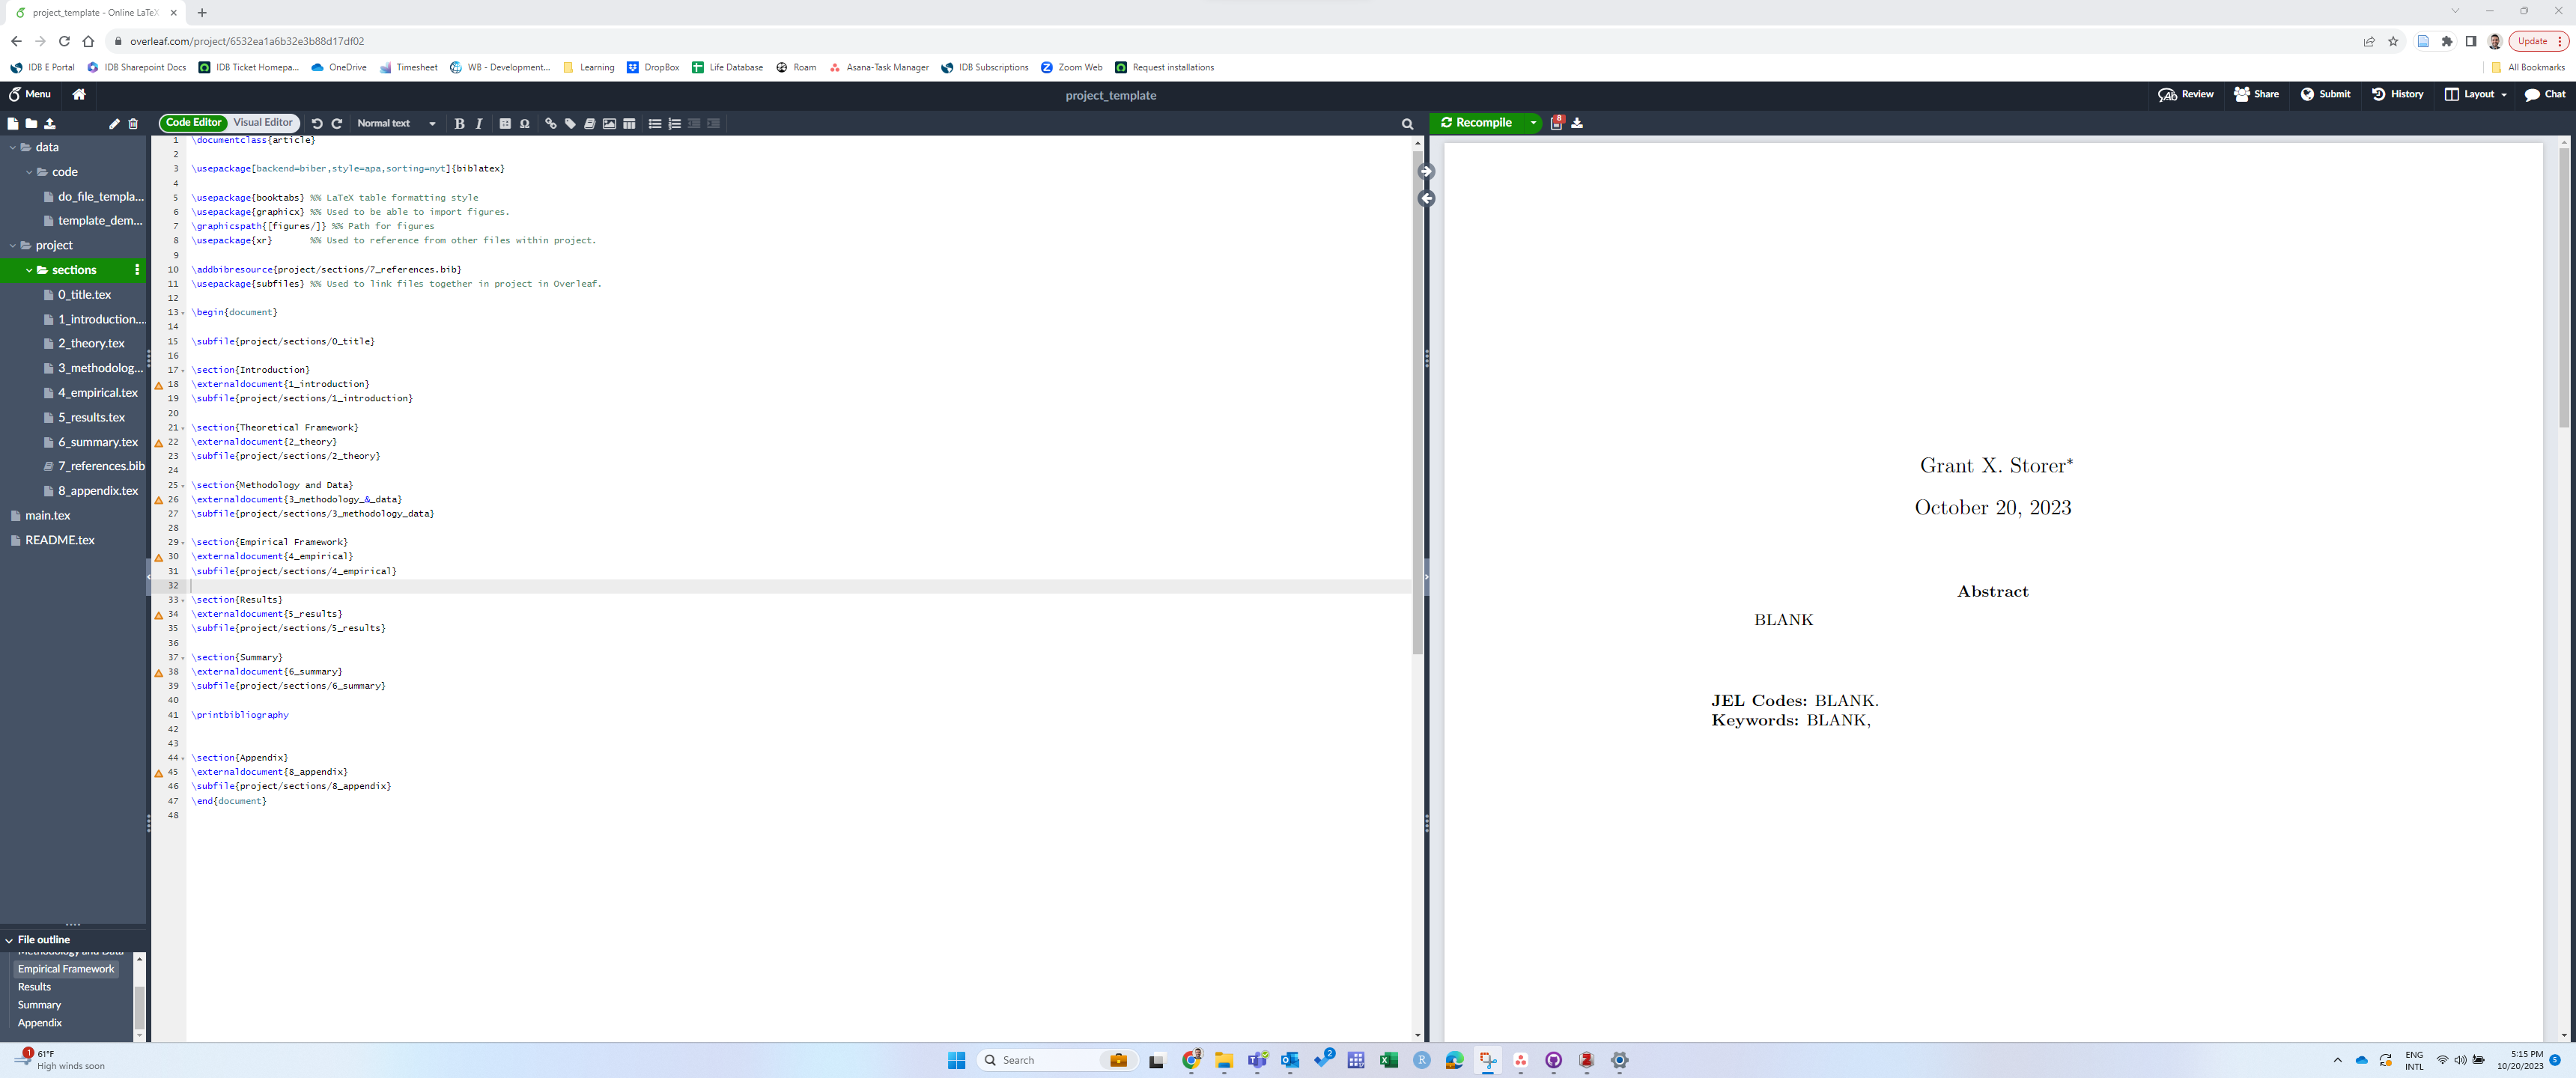 project_template - Online LaTeX
overleaf.com/project/6532ea1a6b32e3b88d17df02
Update
IDB E Portal
IDB Sharepoint Docs
IDB Ticket Homepa...
OneDrive
Timesheet
WB - Development...
Learning
DropBox
Life Database
Roam
Asana-Task Manager
IDB Subscriptions
Zoom Web
Request installations
All Bookmarks
Menu
project_template
Review
Share
Submit
History
Layout
Chat
Code Editor
Visual Editor
Normal text
B I
Ω
Recompile
8
data
code
do_file_templa...
template_dem...
project
sections
0_title.tex
1_introduction....
2_theory.tex
3_methodolog...
4_empirical.tex
5_results.tex
6_summary.tex
7_references.bib
8_appendix.tex
main.tex
README.tex
File outline
Methodology and Data
Empirical Framework
Results
Summary
Appendix
1 \documentclass{article}
2
3 \usepackage[backend=biber,style=apa,sorting=nyt]{biblatex}
4
5 \usepackage{booktabs} %% LaTeX table formatting style
6 \usepackage{graphicx} %% Used to be able to import figures.
7 \graphicspath{[figures/]} %% Path for figures
8 \usepackage{xr} %% Used to reference from other files within project.
9
10 \addbibresource{project/sections/7_references.bib}
11 \usepackage{subfiles} %% Used to link files together in project in Overleaf.
12
13 \begin{document}
14
15 \subfile{project/sections/0_title}
16
17 \section{Introduction}
18 \externaldocument{1_introduction}
19 \subfile{project/sections/1_introduction}
20
21 \section{Theoretical Framework}
22 \externaldocument{2_theory}
23 \subfile{project/sections/2_theory}
24
25 \section{Methodology and Data}
26 \externaldocument{3_methodology_&_data}
27 \subfile{project/sections/3_methodology_data}
28
29 \section{Empirical Framework}
30 \externaldocument{4_empirical}
31 \subfile{project/sections/4_empirical}
32
33 \section{Results}
34 \externaldocument{5_results}
35 \subfile{project/sections/5_results}
36
37 \section{Summary}
38 \externaldocument{6_summary}
39 \subfile{project/sections/6_summary}
40
41 \printbibliography
42
43
44 \section{Appendix}
45 \externaldocument{8_appendix}
46 \subfile{project/sections/8_appendix}
47 \end{document}
48
Grant X. Storer*
October 20, 2023
Abstract
BLANK
JEL Codes: BLANK.
Keywords: BLANK,
1
61°F
High winds soon
Search
2
R
ENG
INTL
5:15 PM
10/20/2023
5